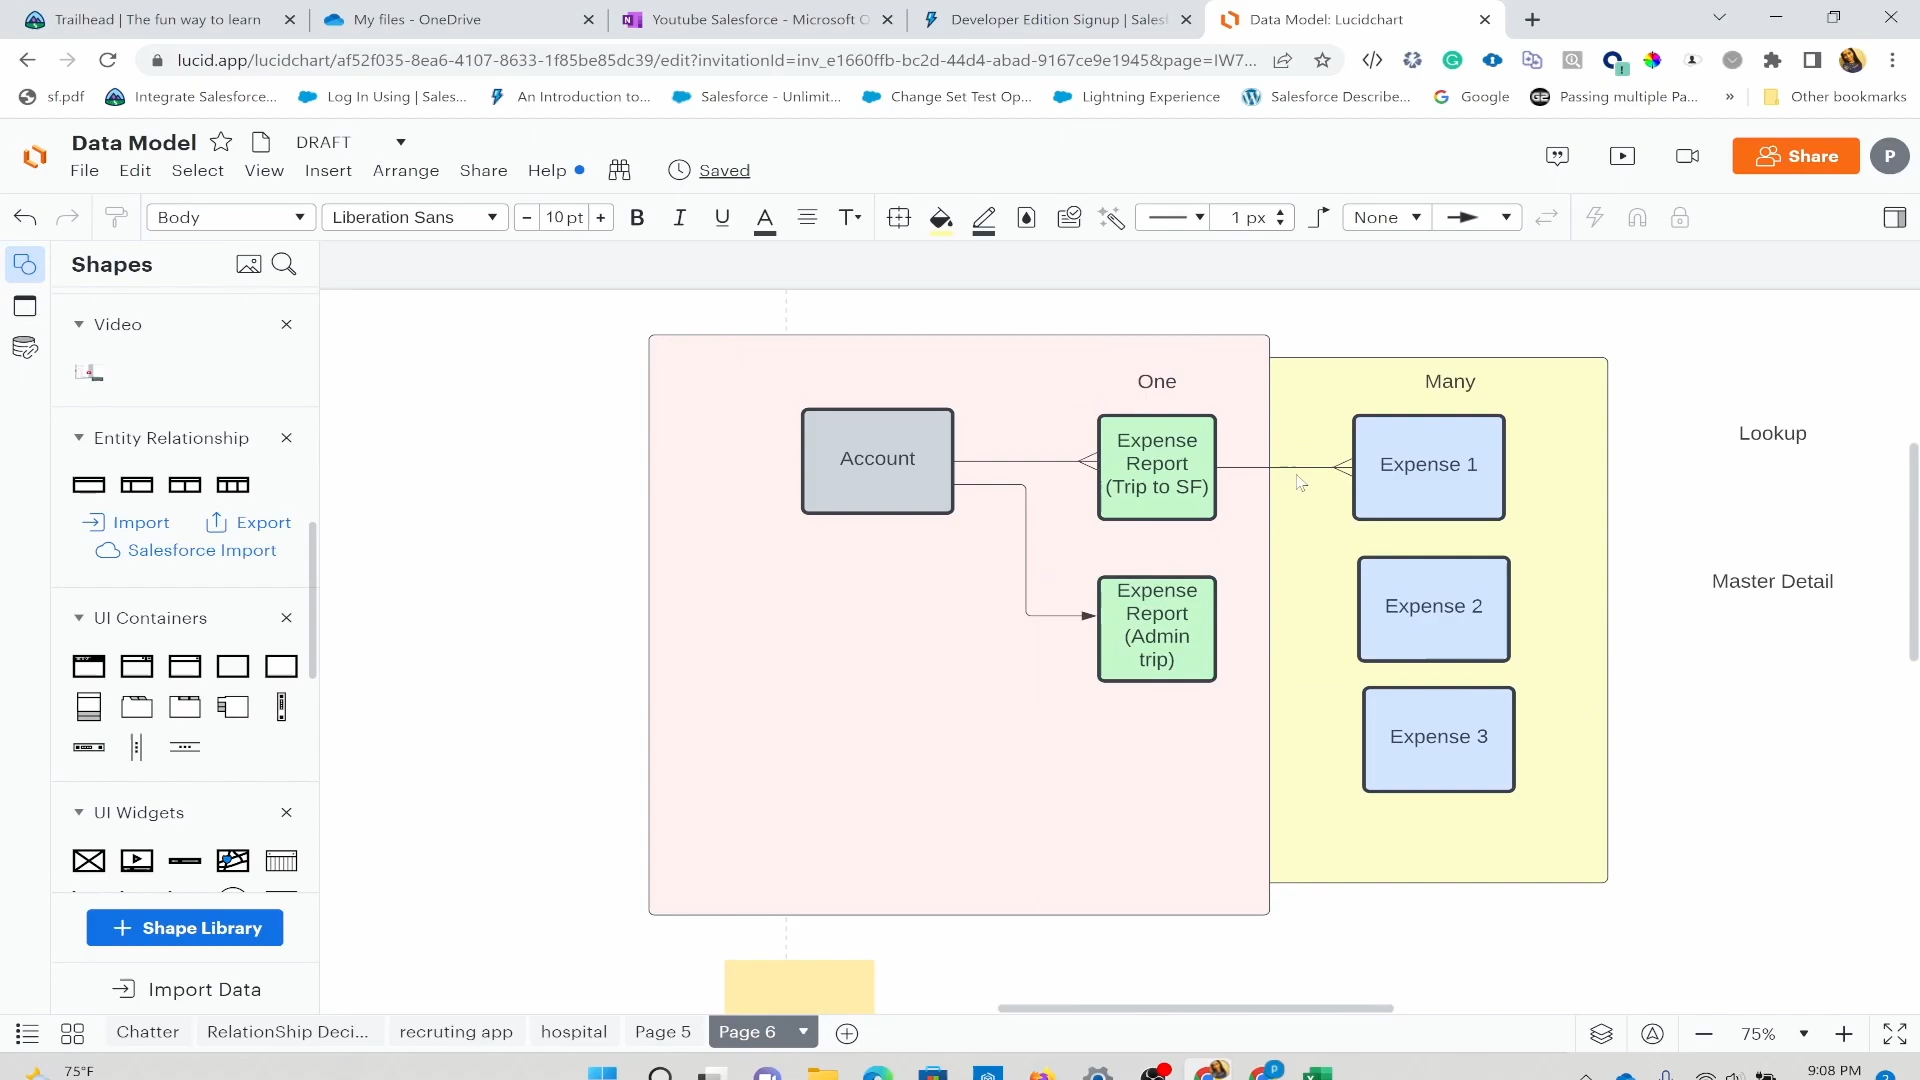 Trailhead | The fun way to learn
My files - OneDrive
Youtube Salesforce - Microsoft O
Developer Edition Signup | Sales
Data Model: Lucidchart
lucid.app/lucidchart/af52f035-8ea6-4107-8633-1f85be85dc39/edit?invitationId=inv_e1660ffb-bc2d-44d4-abad-9167ce9e1945&page=IW7...
sf.pdf
Integrate Salesforce...
Log In Using | Sales...
An Introduction to...
Salesforce - Unlimit...
Change Set Test Op...
Lightning Experience
Salesforce Describe...
Google
Passing multiple Pa...
»
Other bookmarks
Data Model
DRAFT
File Edit Select View Insert Arrange Share Help
Saved
Share
P
Body
Liberation Sans
- 10 pt +
B I U A T
1 px
None
Shapes
Video
Entity Relationship
Import
Export
Salesforce Import
UI Containers
UI Widgets
+ Shape Library
Import Data
One
Many
Account
Expense
Report
(Trip to SF)
Expense 1
Lookup
Expense
Report
(Admin
trip)
Expense 2
Master Detail
Expense 3
Chatter
RelationShip Deci...
recruting app
hospital
Page 5
Page 6
75%
75°F
9:08 PM